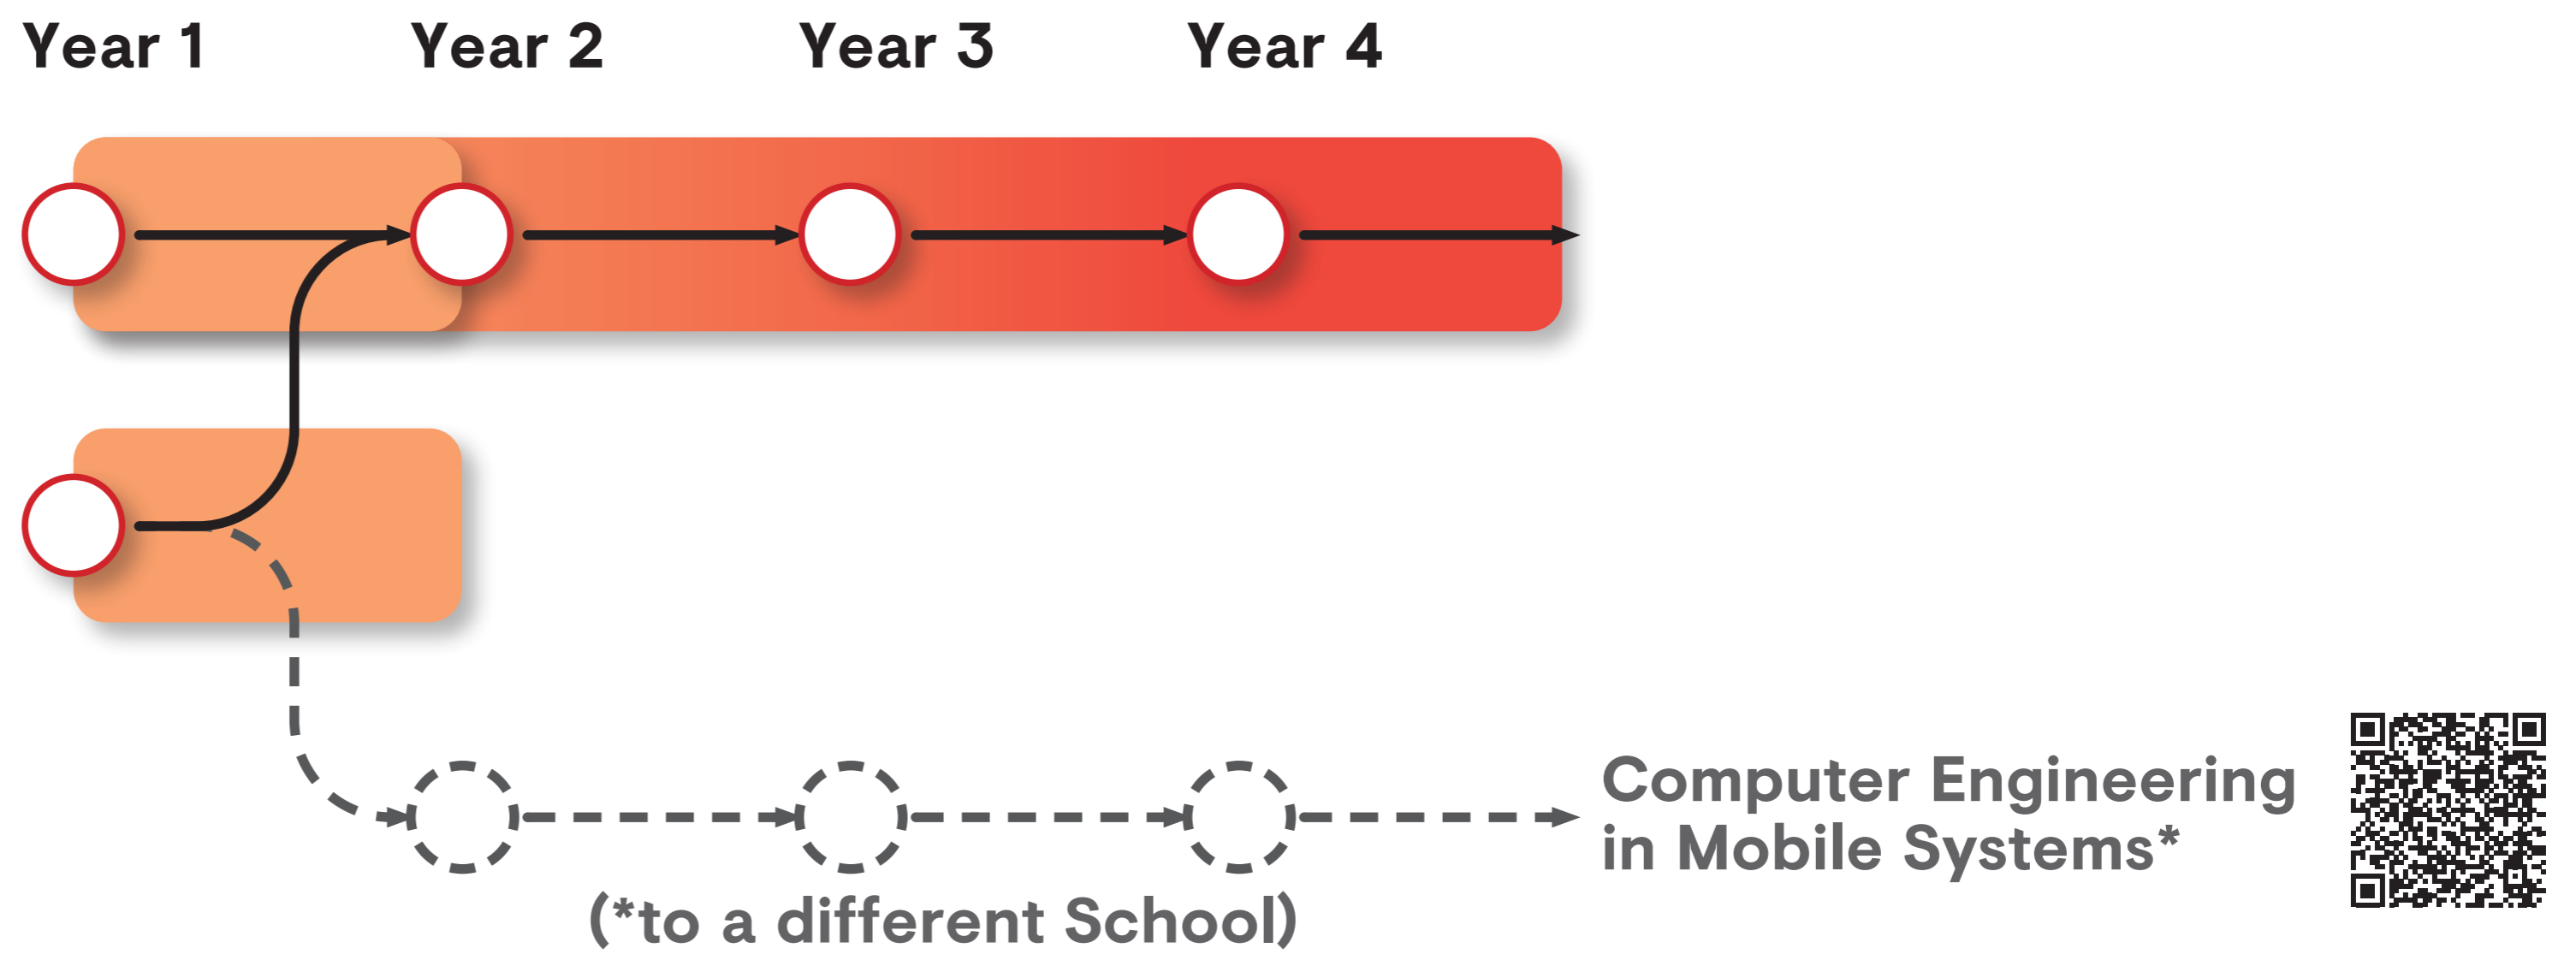 Year 1 Year 2 Year 3 Year 4
Computer Engineering
in Mobile Systems*
(*to a different School)